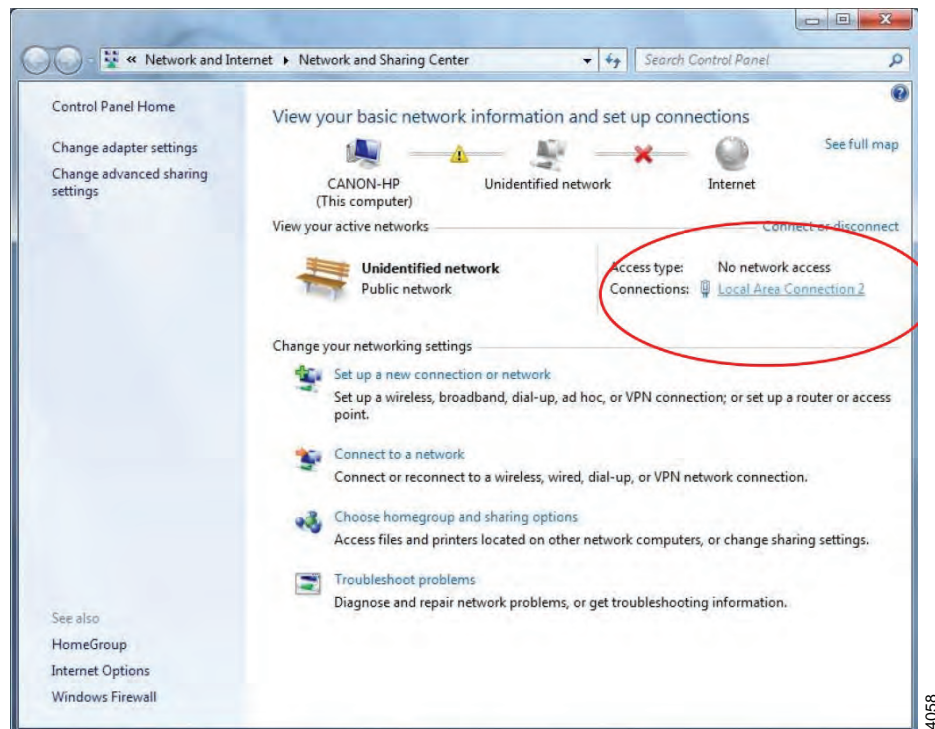 « Network and Internet ▸ Network and Sharing Center
Search Control Panel
Control Panel Home
Change adapter settings
Change advanced sharing
settings
View your basic network information and set up connections
See full map
CANON-HP
(This computer)
Unidentified network
Internet
View your active networks
Connect or disconnect
Unidentified network
Public network
Access type: No network access
Connections: Local Area Connection 2
Change your networking settings
Set up a new connection or network
Set up a wireless, broadband, dial-up, ad hoc, or VPN connection; or set up a router or access
point.
Connect to a network
Connect or reconnect to a wireless, wired, dial-up, or VPN network connection.
Choose homegroup and sharing options
Access files and printers located on other network computers, or change sharing settings.
Troubleshoot problems
Diagnose and repair network problems, or get troubleshooting information.
See also
HomeGroup
Internet Options
Windows Firewall
4058